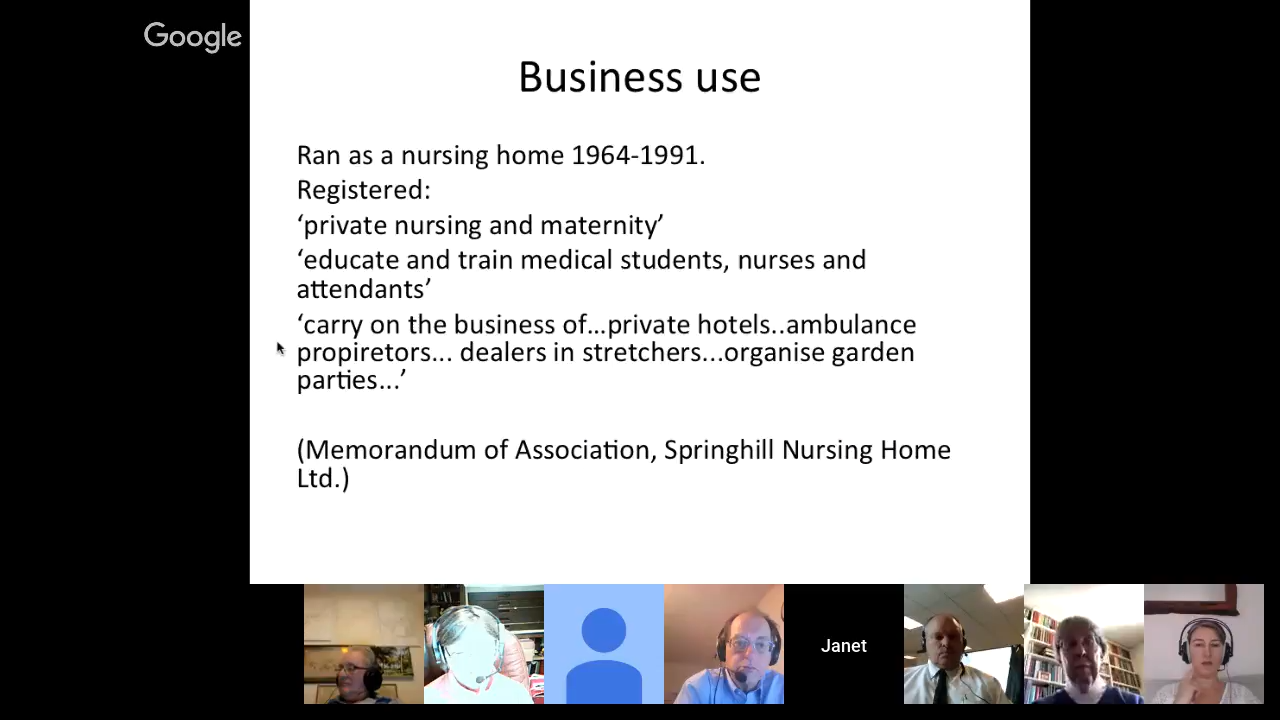 Google
Business use
Ran as a nursing home 1964-1991.
Registered:
‘private nursing and maternity’
‘educate and train medical students, nurses and
attendants’
‘carry on the business of...private hotels..ambulance
propiretors... dealers in stretchers...organise garden
parties...’
(Memorandum of Association, Springhill Nursing Home
Ltd.)
Janet